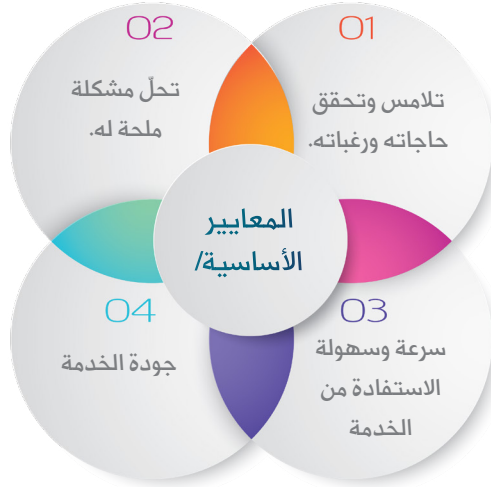 01
تلامس وتحقق
حاجاته ورغباته.
02
تحلّ مشكلة
ملحة له.
المعايير
الأساسية/
03
سرعة وسهولة
الاستفادة من
الخدمة
04
جودة الخدمة